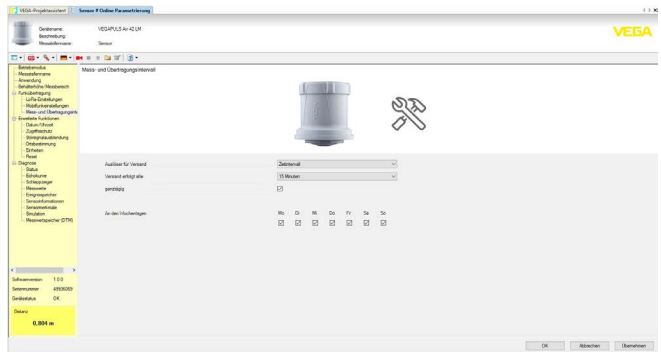 VEGA-Projektassistent
Sensor # Online Parametrierung
Gerätename: VEGAPULS Air 42 LM
Beschreibung:
Messstellenname: Sensor
VEGA
Betriebsmodus
Messstellenname
Anwendung
Behälterhöhe/Messbereich
Funkübertragung
LoRa-Einstellungen
Mobilfunkeinstellungen
Mess- und Übertragungsinte
Erweiterte Funktionen
Datum/Uhrzeit
Zugriffsschutz
Störsignalausblendung
Ortsbestimmung
Einheiten
Reset
Diagnose
Status
Echokurve
Schleppzeiger
Messwerte
Ereignisspeicher
Sensorinformationen
Sensormerkmale
Simulation
Messwertspeicher (DTM)
Softwareversion 1.0.0
Seriennummer
Gerätestatus OK
Distanz
0,804 m
Mess- und Übertragungsintervall
Auslöser für Versand Zeitintervall
Versand erfolgt alle 15 Minuten
ganztägig
An den Wochentagen Mo Di Mi Do Fr Sa So
OK Abbrechen Übernehmen